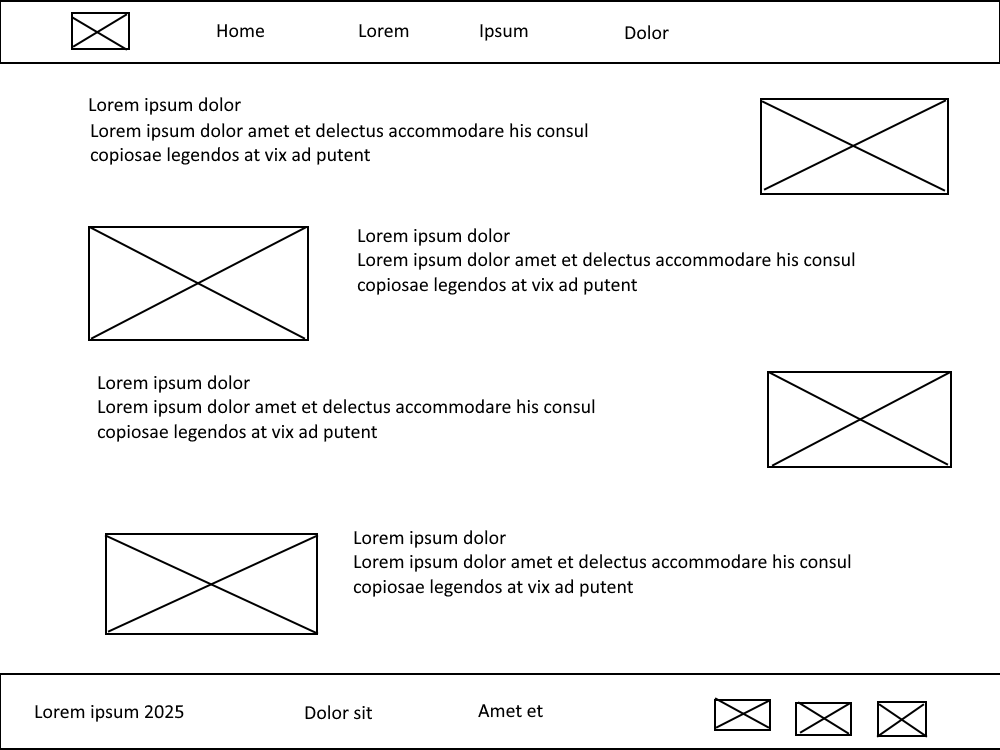 Home Lorem Ipsum Dolor
Lorem ipsum dolor
Lorem ipsum dolor amet et delectus accommodare his consul
copiosae legendos at vix ad putent
Lorem ipsum dolor
Lorem ipsum dolor amet et delectus accommodare his consul
copiosae legendos at vix ad putent
Lorem ipsum dolor
Lorem ipsum dolor amet et delectus accommodare his consul
copiosae legendos at vix ad putent
Lorem ipsum dolor
Lorem ipsum dolor amet et delectus accommodare his consul
copiosae legendos at vix ad putent
Lorem ipsum 2025 Dolor sit Amet et